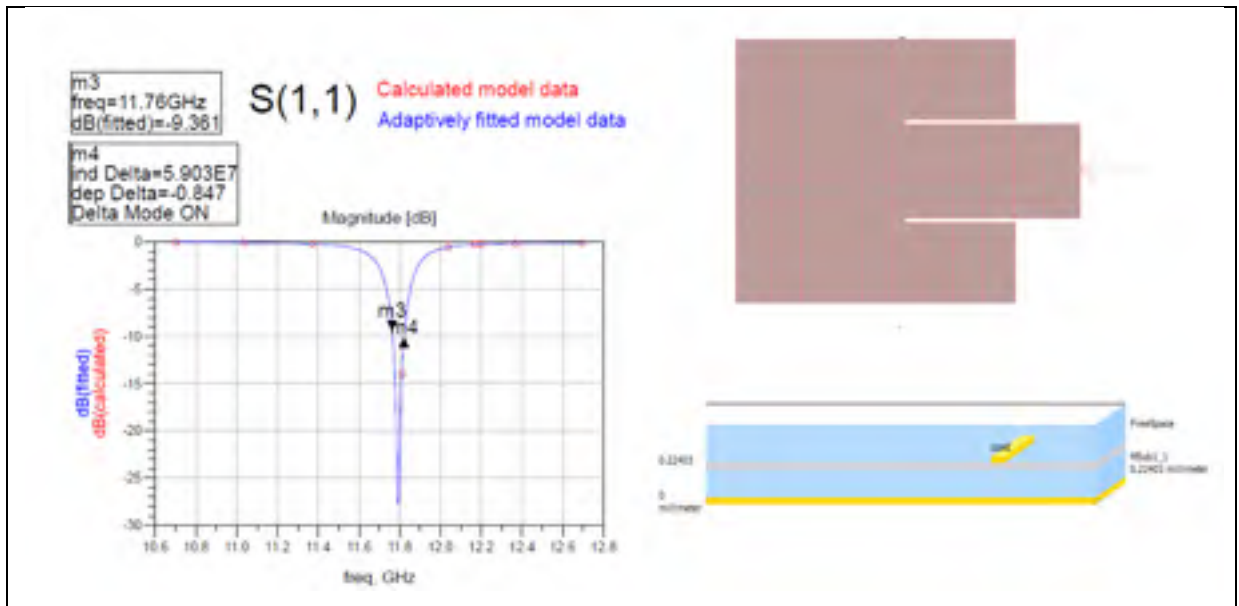 m3
freq=11.76GHz
dB(fitted)=-9.361
S(1,1)
Calculated model data
Adaptively fitted model data
m4
ind Delta=5.903E7
dep Delta=-0.847
Delta Mode ON
Magnitude [dB]
0
-5
-10
-15
-20
-25
-30
m3
m4
dB(fitted)
dB(calculated)
10.6 10.8 11.0 11.2 11.4 11.6 11.8 12.0 12.2 12.4 12.6 12.8
freq, GHz
FreeSpace
0.22403
0.22403 millimeter
0
millimeter